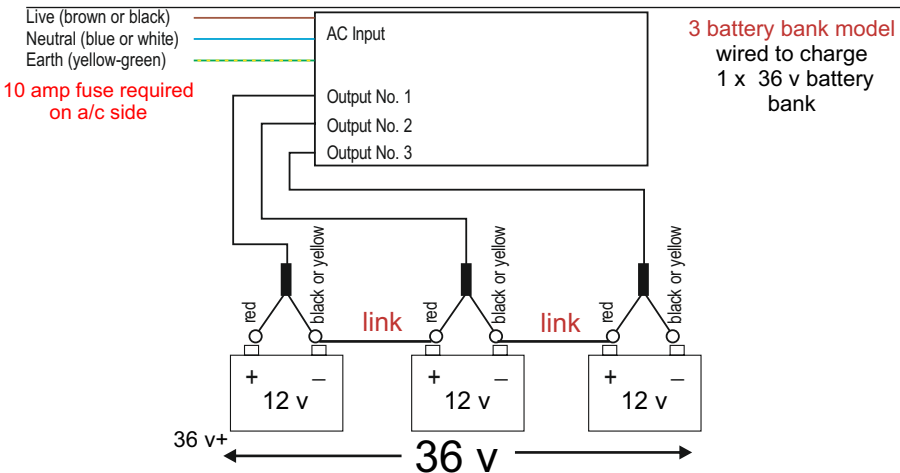 Live (brown or black)
Neutral (blue or white)
Earth (yellow-green)
10 amp fuse required
on a/c side
AC Input
Output No. 1
Output No. 2
Output No. 3
3 battery bank model
wired to charge
1 x 36 v battery
bank
red
black or yellow
link
red
black or yellow
link
red
black or yellow
+ –
12 v
+ –
12 v
+ –
12 v
36 v+
36 v